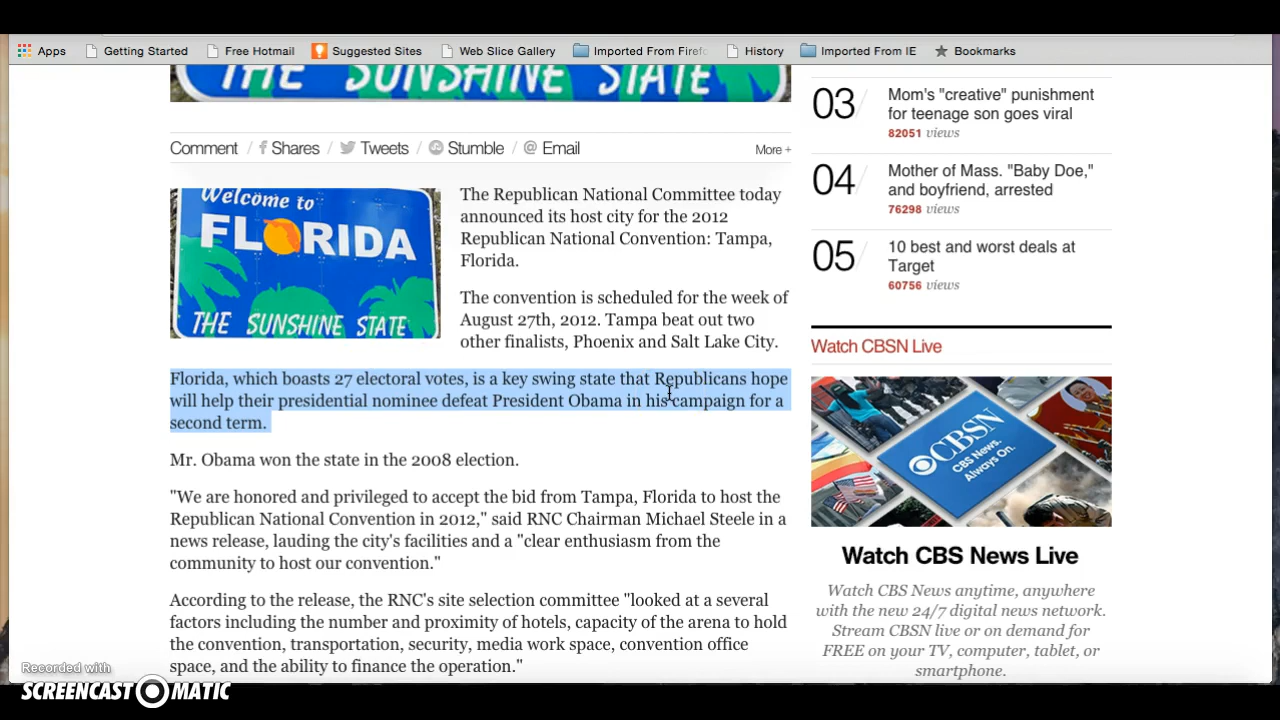 Apps
Getting Started
Free Hotmail
Suggested Sites
Web Slice Gallery
Imported From Firefo
History
Imported From IE
Bookmarks
THE SUNSHINE STATE
Comment / Shares / Tweets / Stumble / @ Email
More +
Welcome to
FLORIDA
THE SUNSHINE STATE
The Republican National Committee today
announced its host city for the 2012
Republican National Convention: Tampa,
Florida.
The convention is scheduled for the week of
August 27th, 2012. Tampa beat out two
other finalists, Phoenix and Salt Lake City.
Florida, which boasts 27 electoral votes, is a key swing state that Republicans hope
will help their presidential nominee defeat President Obama in his campaign for a
second term.
Mr. Obama won the state in the 2008 election.
"We are honored and privileged to accept the bid from Tampa, Florida to host the
Republican National Convention in 2012," said RNC Chairman Michael Steele in a
news release, lauding the city's facilities and a "clear enthusiasm from the
community to host our convention."
According to the release, the RNC's site selection committee "looked at a several
factors including the number and proximity of hotels, capacity of the arena to hold
the convention, transportation, security, media work space, convention office
space, and the ability to finance the operation."
03/
Mom's "creative" punishment
for teenage son goes viral
82051 views
04/
Mother of Mass. "Baby Doe,"
and boyfriend, arrested
76298 views
05/
10 best and worst deals at
Target
60756 views
Watch CBSN Live
CBSN
CBS News.
Always On.
Watch CBS News Live
Watch CBS News anytime, anywhere
with the new 24/7 digital news network.
Stream CBSN live or on demand for
FREE on your TV, computer, tablet, or
smartphone.
Recorded with
SCREENCAST O MATIC